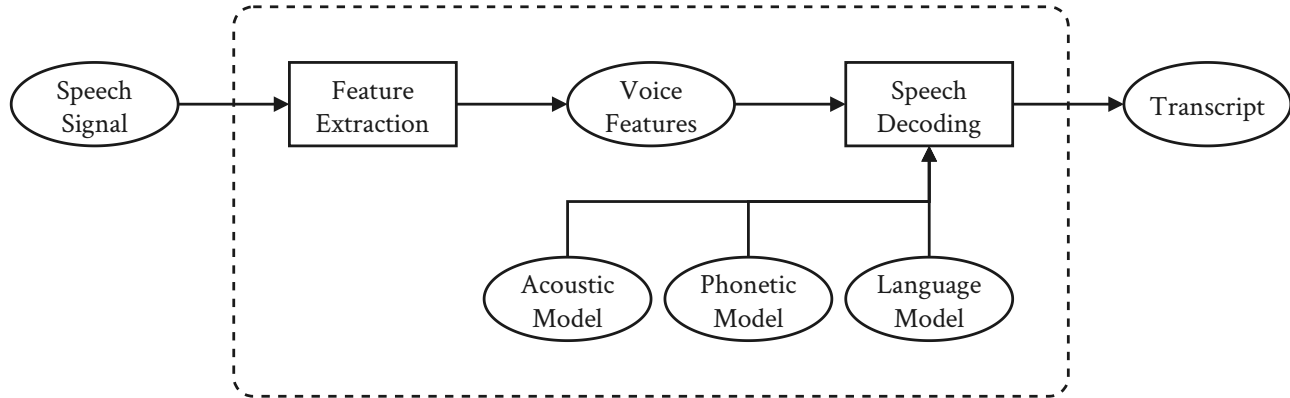 Speech
Signal
Feature
Extraction
Voice
Features
Speech
Decoding
Transcript
Acoustic
Model
Phonetic
Model
Language
Model